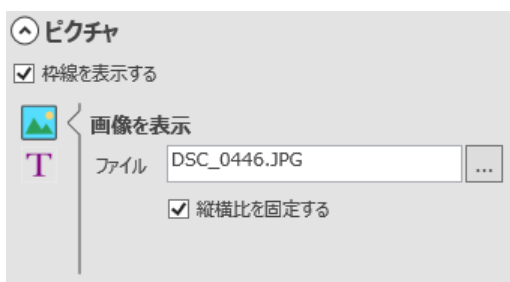 ピクチャ
枠線を表示する
画像を表示
T
ファイル DSC_0446.JPG ...
縦横比を固定する